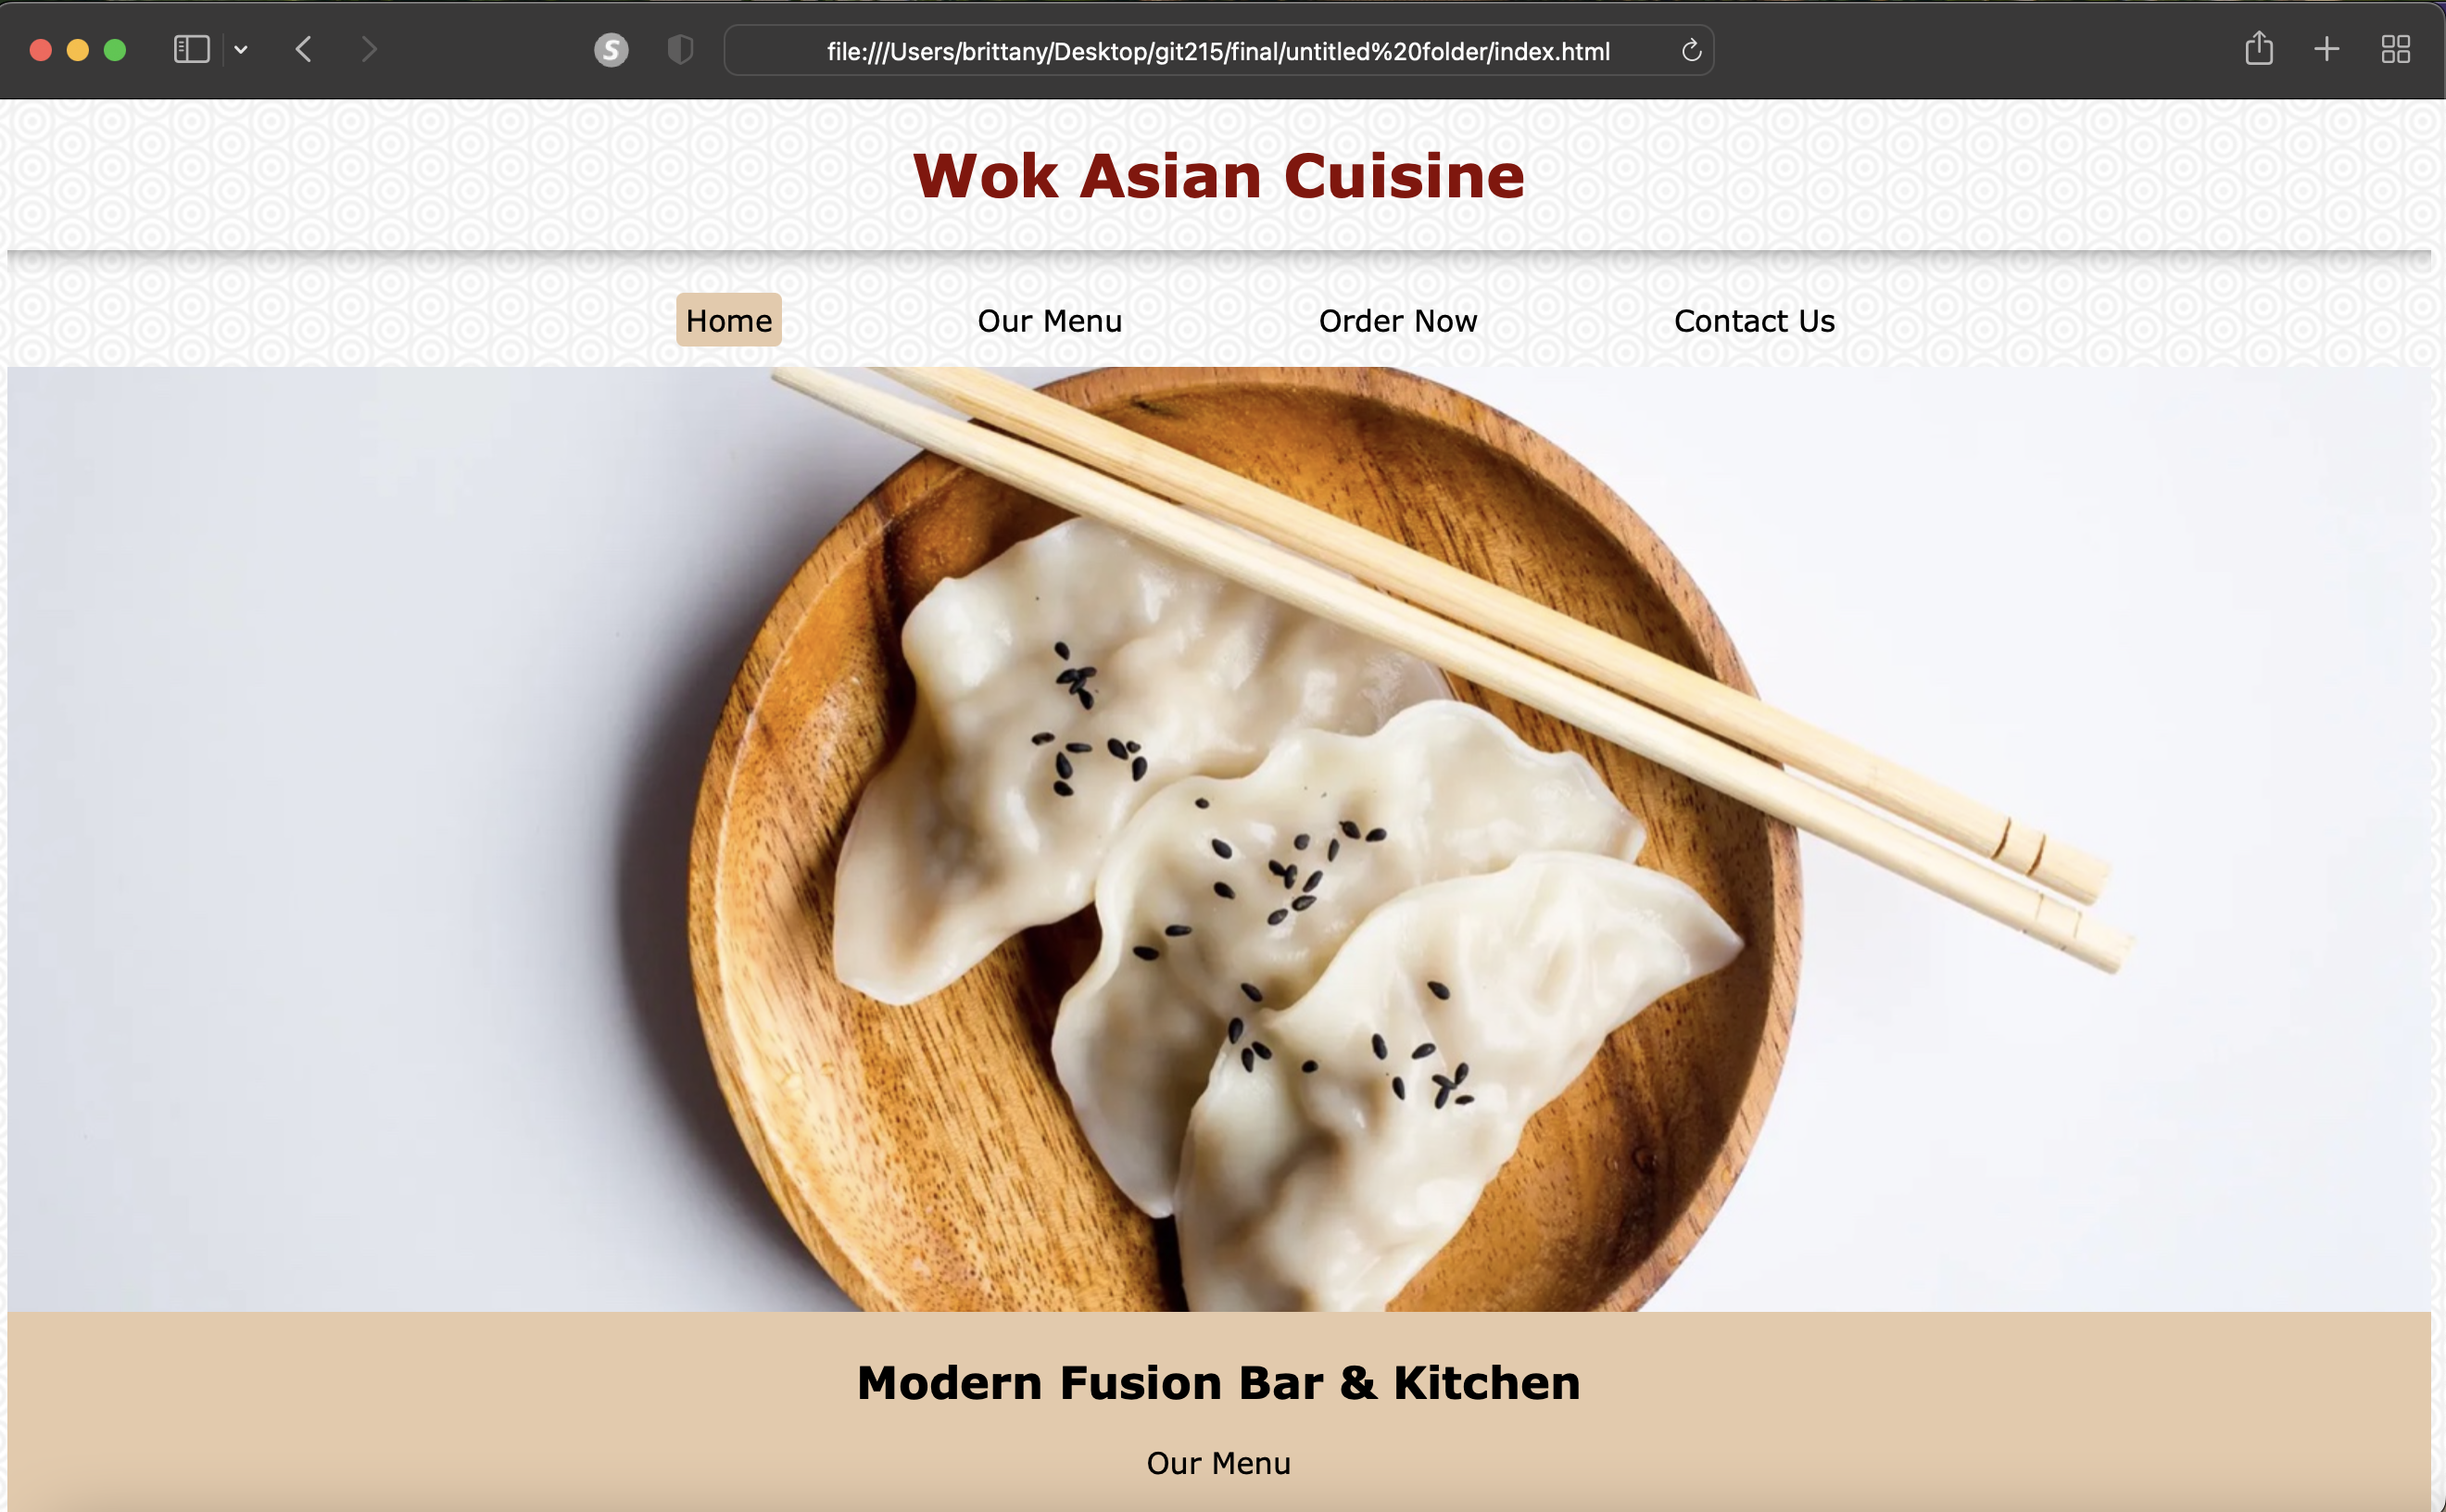 S
file:///Users/brittany/Desktop/git215/final/untitled%20folder/index.html
Wok Asian Cuisine
Home Our Menu Order Now Contact Us
Modern Fusion Bar & Kitchen
Our Menu